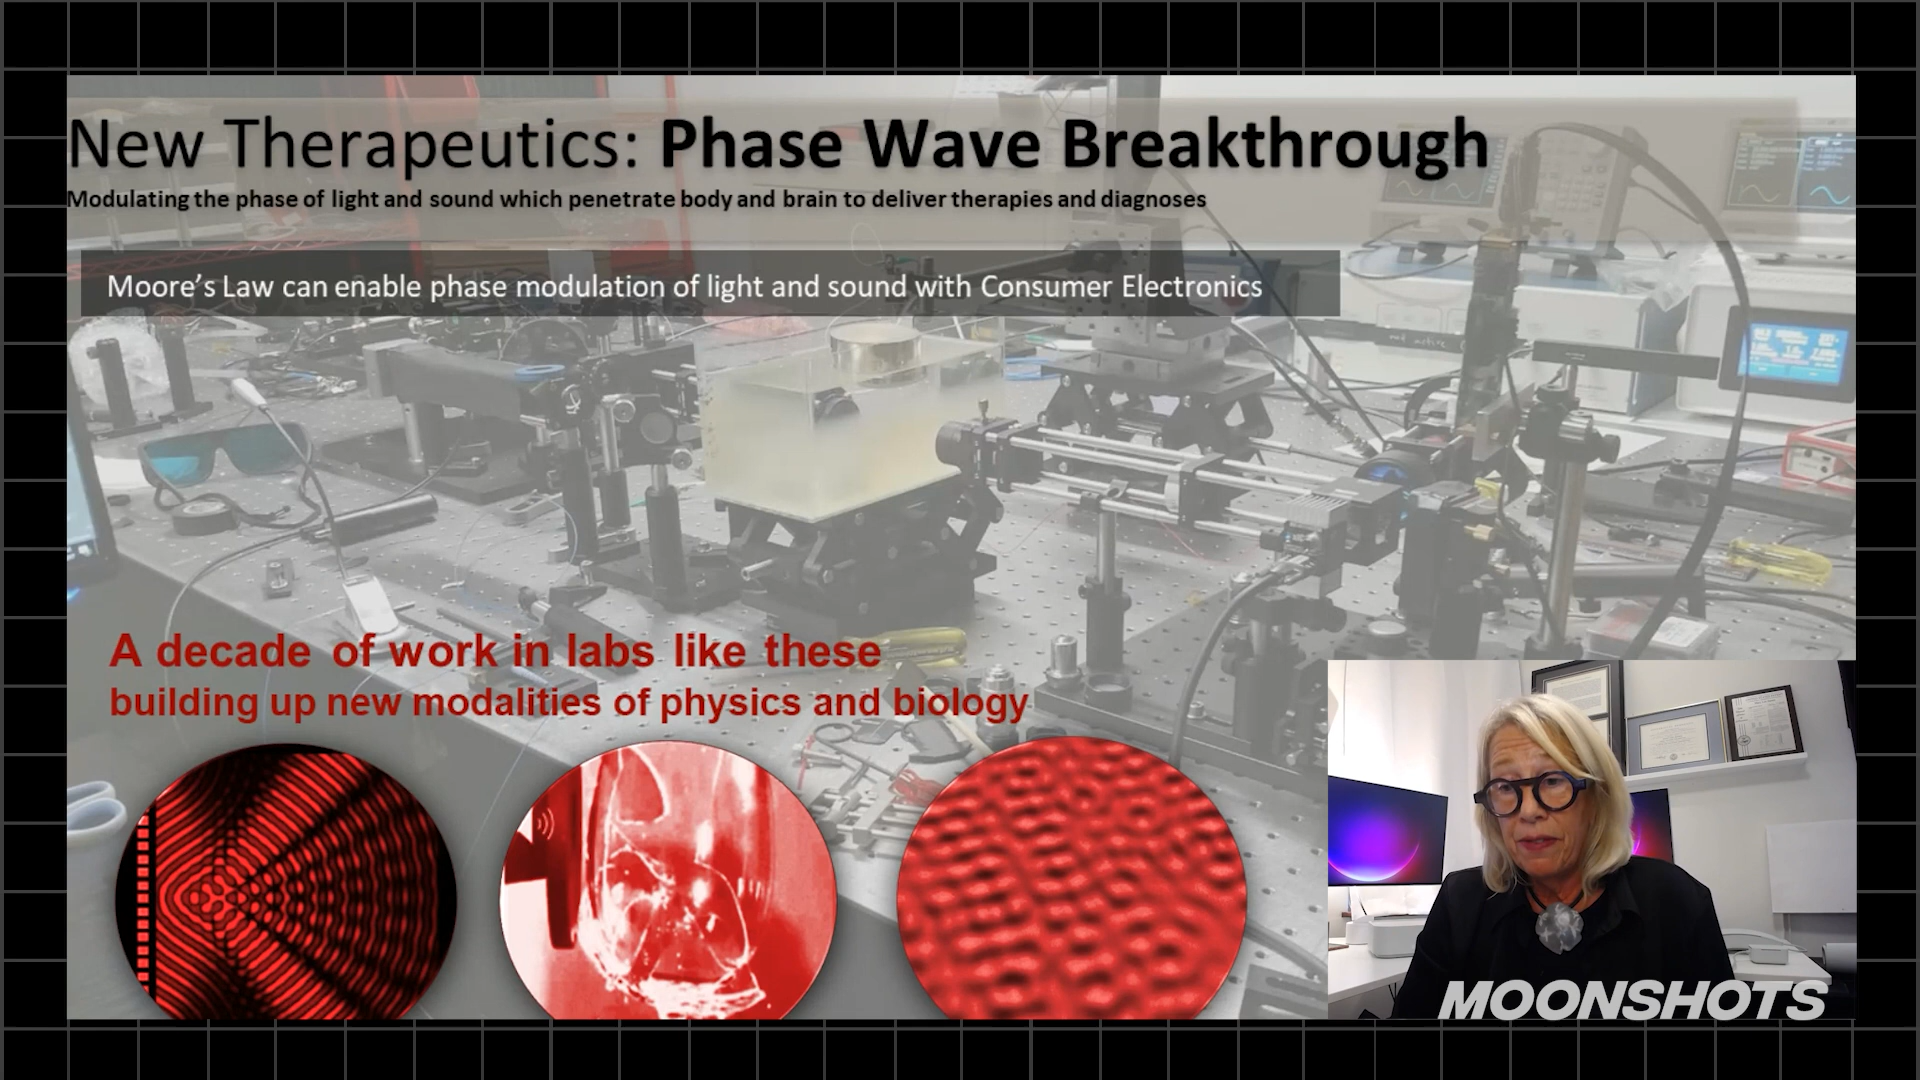 New Therapeutics: Phase Wave Breakthrough
Modulating the phase of light and sound which penetrate body and brain to deliver therapies and diagnoses
Moore's Law can enable phase modulation of light and sound with Consumer Electronics
A decade of work in labs like these
building up new modalities of physics and biology
MOONSHOTS